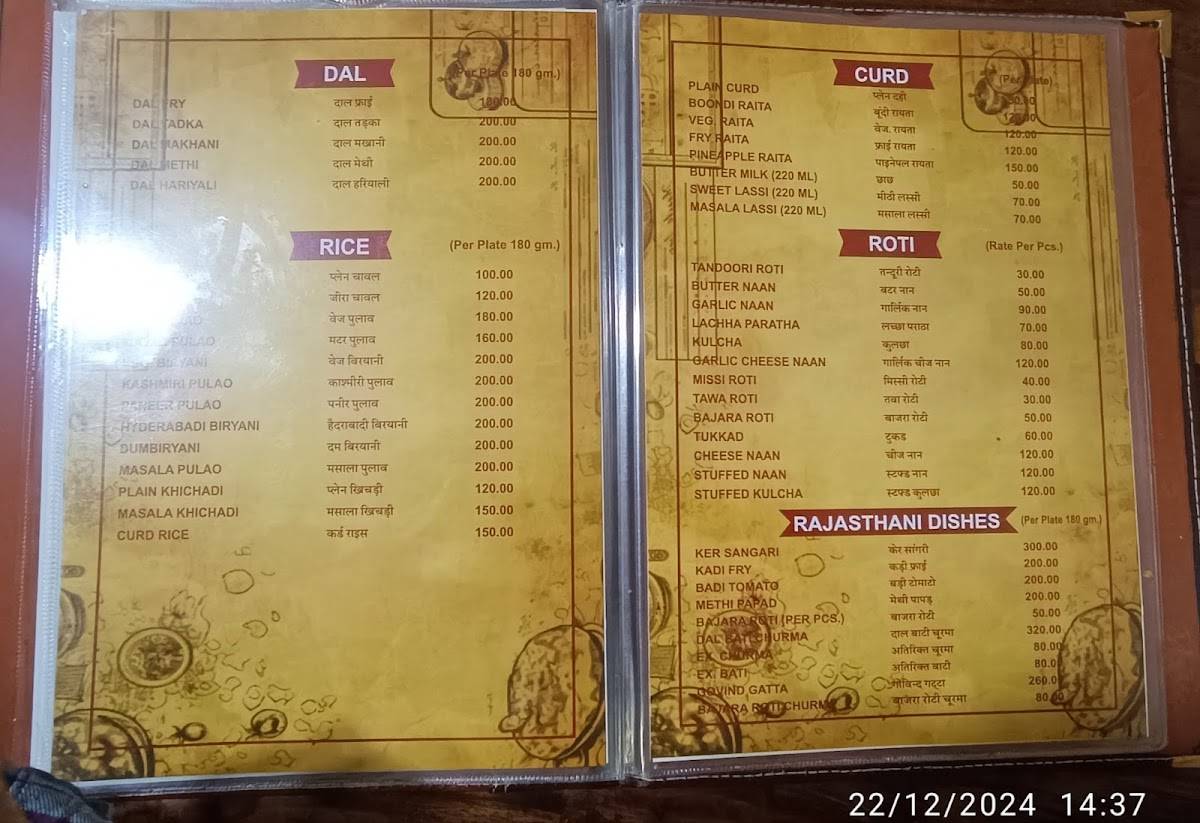 DAL (Per Plate 180 gm.)
DAL FRY दाल फ्राई 180.00
DAL TADKA दाल तड़का 200.00
DAL MAKHANI दाल मखानी 200.00
DAL METHI दाल मेथी 200.00
DAL HARIYALI दाल हरियाली 200.00
RICE (Per Plate 180 gm.)
प्लेन चावल 100.00
जीरा चावल 120.00
वेज पुलाव 180.00
PULAO मटर पुलाव 160.00
BIRYANI वेज बिरयानी 200.00
KASHMIRI PULAO काश्मीरी पुलाव 200.00
PANEER PULAO पनीर पुलाव 200.00
HYDERABADI BIRYANI हैदराबादी बिरयानी 200.00
DUMBIRYANI दम बिरयानी 200.00
MASALA PULAO मसाला पुलाव 200.00
PLAIN KHICHADI प्लेन खिचड़ी 120.00
MASALA KHICHADI मसाला खिचड़ी 150.00
CURD RICE कर्ड राइस 150.00
CURD (Per Plate)
PLAIN CURD प्लेन दही
BOONDI RAITA बूंदी रायता 120.00
VEG. RAITA वेज. रायता 120.00
FRY RAITA फ्राई रायता 120.00
PINEAPPLE RAITA पाइनेपल रायता 150.00
BUTTER MILK (220 ML) छाछ 50.00
SWEET LASSI (220 ML) मीठी लस्सी 70.00
MASALA LASSI (220 ML) मसाला लस्सी 70.00
ROTI (Rate Per Pcs.)
TANDOORI ROTI तन्दूरी रोटी 30.00
BUTTER NAAN बटर नान 50.00
GARLIC NAAN गार्लिक नान 90.00
LACHHA PARATHA लच्छा पराठा 70.00
KULCHA कुलछा 80.00
GARLIC CHEESE NAAN गार्लिक चीज नान 120.00
MISSI ROTI मिस्सी रोटी 40.00
TAWA ROTI तवा रोटी 30.00
BAJARA ROTI बाजरा रोटी 50.00
TUKKAD टुकड 60.00
CHEESE NAAN चीज नान 120.00
STUFFED NAAN स्टफ्ड नान 120.00
STUFFED KULCHA स्टफ्ड कुलछा 120.00
RAJASTHANI DISHES (Per Plate 180 gm.)
KER SANGARI केर सांगरी 300.00
KADI FRY कड़ी फ्राई 200.00
BADI TOMATO बड़ी टोमाटो 200.00
METHI PAPAD मेथी पापड़ 200.00
BAJARA ROTI (PER PCS.) बाजरा रोटी 50.00
DAL BATI CHURMA दाल बाटी चूरमा 320.00
EX. CHURMA अतिरिक्त चूरमा 80.00
EX. BATI अतिरिक्त बाटी 80.00
GOVIND GATTA गोविन्द गट्टा 260.00
BAJARA ROTI CHURMA बाजरा रोटी चूरमा 80.00
22/12/2024 14:37